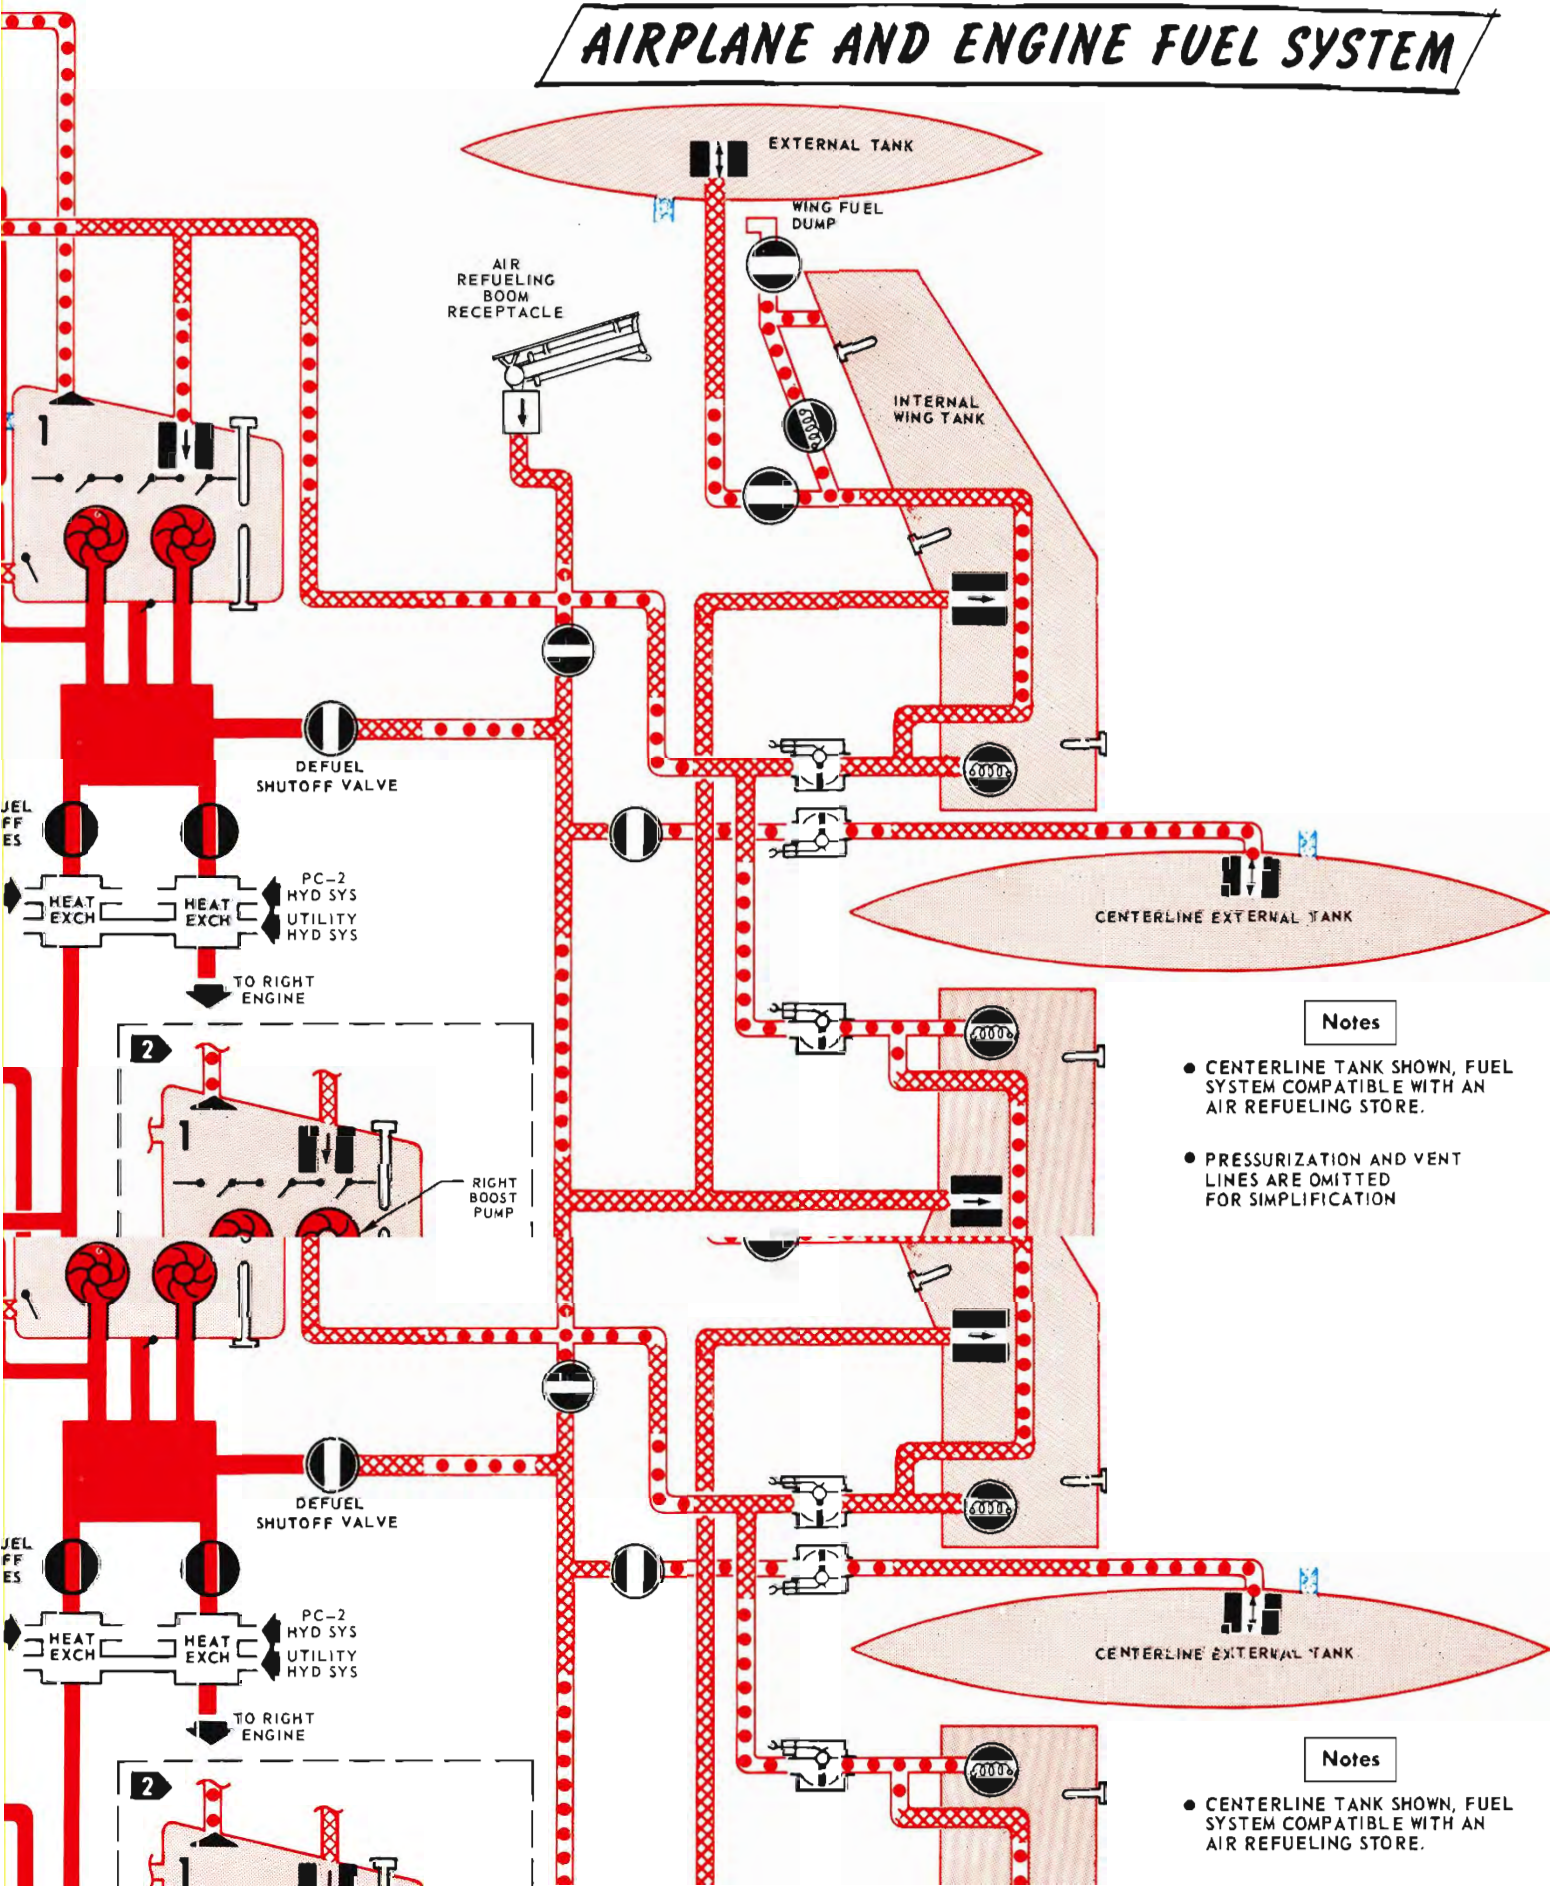 AIRPLANE AND ENGINE FUEL SYSTEM
EXTERNAL TANK
WING FUEL
DUMP
AIR
REFUELING
BOOM
RECEPTACLE
1
INTERNAL
WING TANK
DEFUEL
SHUTOFF VALVE
HEAT
EXCH
HEAT
EXCH
PC-2
HYD SYS
UTILITY
HYD SYS
TO RIGHT
ENGINE
CENTERLINE EXTERNAL TANK
2
1
RIGHT
BOOST
PUMP
Notes
● CENTERLINE TANK SHOWN, FUEL
SYSTEM COMPATIBLE WITH AN
AIR REFUELING STORE.
● PRESSURIZATION AND VENT
LINES ARE OMITTED
FOR SIMPLIFICATION
DEFUEL
SHUTOFF VALVE
HEAT
EXCH
HEAT
EXCH
PC-2
HYD SYS
UTILITY
HYD SYS
TO RIGHT
ENGINE
CENTERLINE EXTERNAL TANK
2
1
Notes
● CENTERLINE TANK SHOWN, FUEL
SYSTEM COMPATIBLE WITH AN
AIR REFUELING STORE.